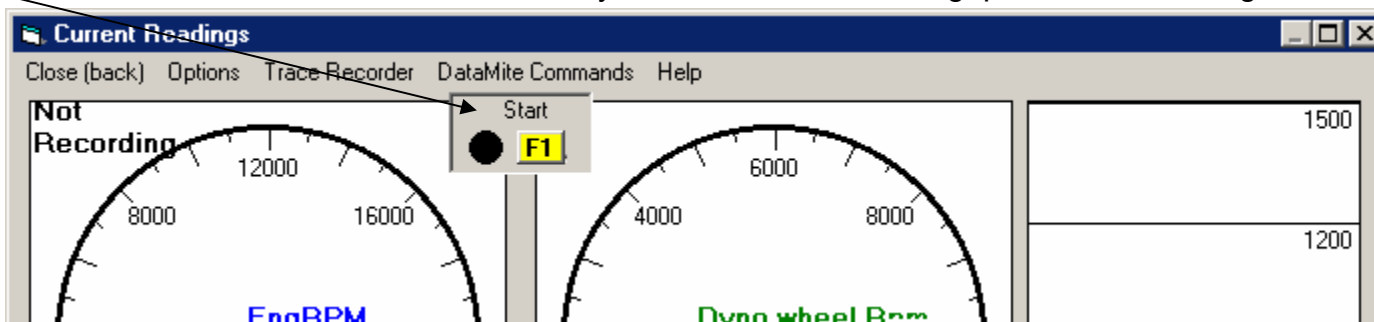 Current Readings
Close (back) Options Trace Recorder DataMite Commands Help
Not
Recording
Start
F1
12000
8000
16000
EngRPM
6000
4000
8000
Dyno wheel Rpm
1500
1200